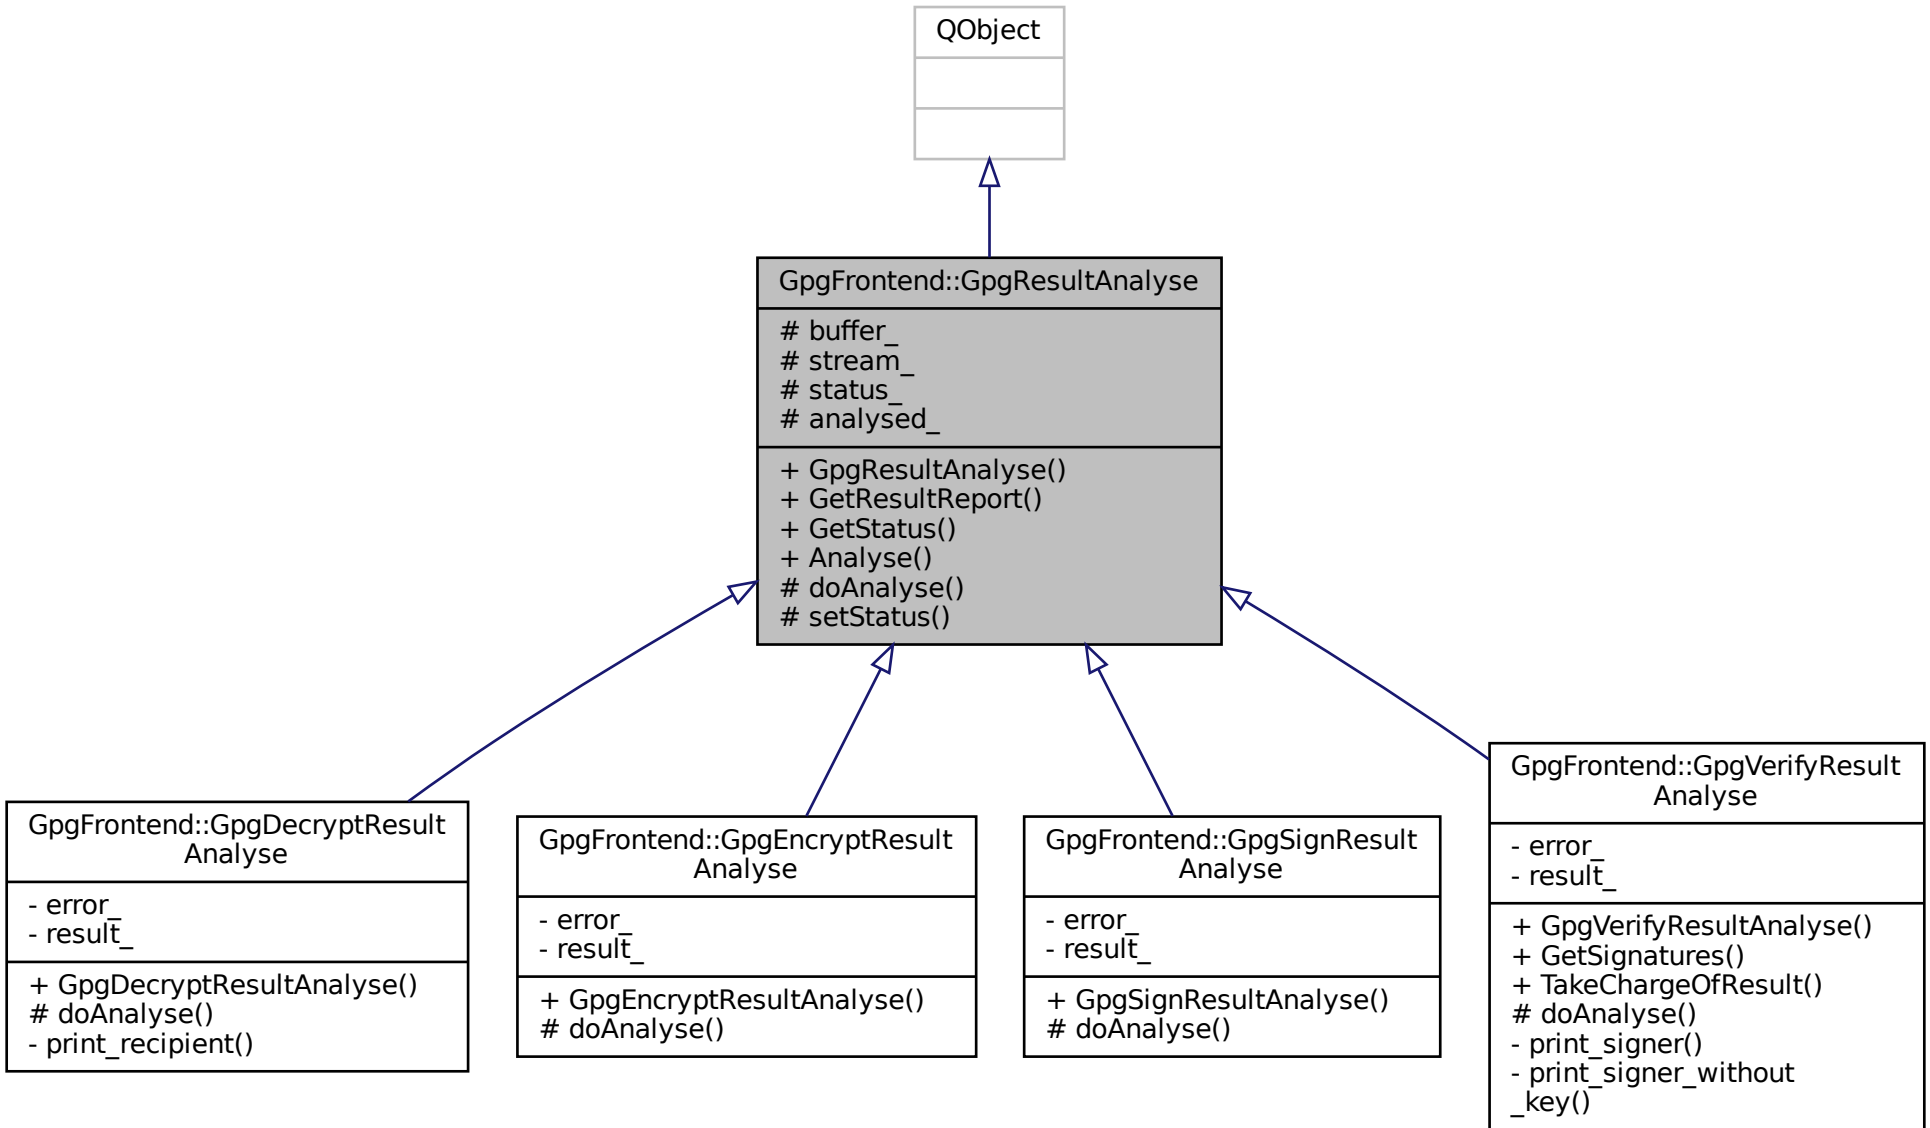 QObject
GpgFrontend::GpgResultAnalyse
# buffer_
# stream_
# status_
# analysed_
+ GpgResultAnalyse()
+ GetResultReport()
+ GetStatus()
+ Analyse()
# doAnalyse()
# setStatus()
GpgFrontend::GpgDecryptResult
Analyse
- error_
- result_
+ GpgDecryptResultAnalyse()
# doAnalyse()
- print_recipient()
GpgFrontend::GpgEncryptResult
Analyse
- error_
- result_
+ GpgEncryptResultAnalyse()
# doAnalyse()
GpgFrontend::GpgSignResult
Analyse
- error_
- result_
+ GpgSignResultAnalyse()
# doAnalyse()
GpgFrontend::GpgVerifyResult
Analyse
- error_
- result_
+ GpgVerifyResultAnalyse()
+ GetSignatures()
+ TakeChargeOfResult()
# doAnalyse()
- print_signer()
- print_signer_without
_key()